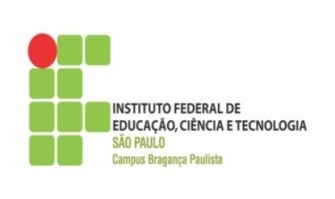 INSTITUTO FEDERAL DE
EDUCAÇÃO, CIÊNCIA E TECNOLOGIA
SÃO PAULO
Campus Bragança Paulista